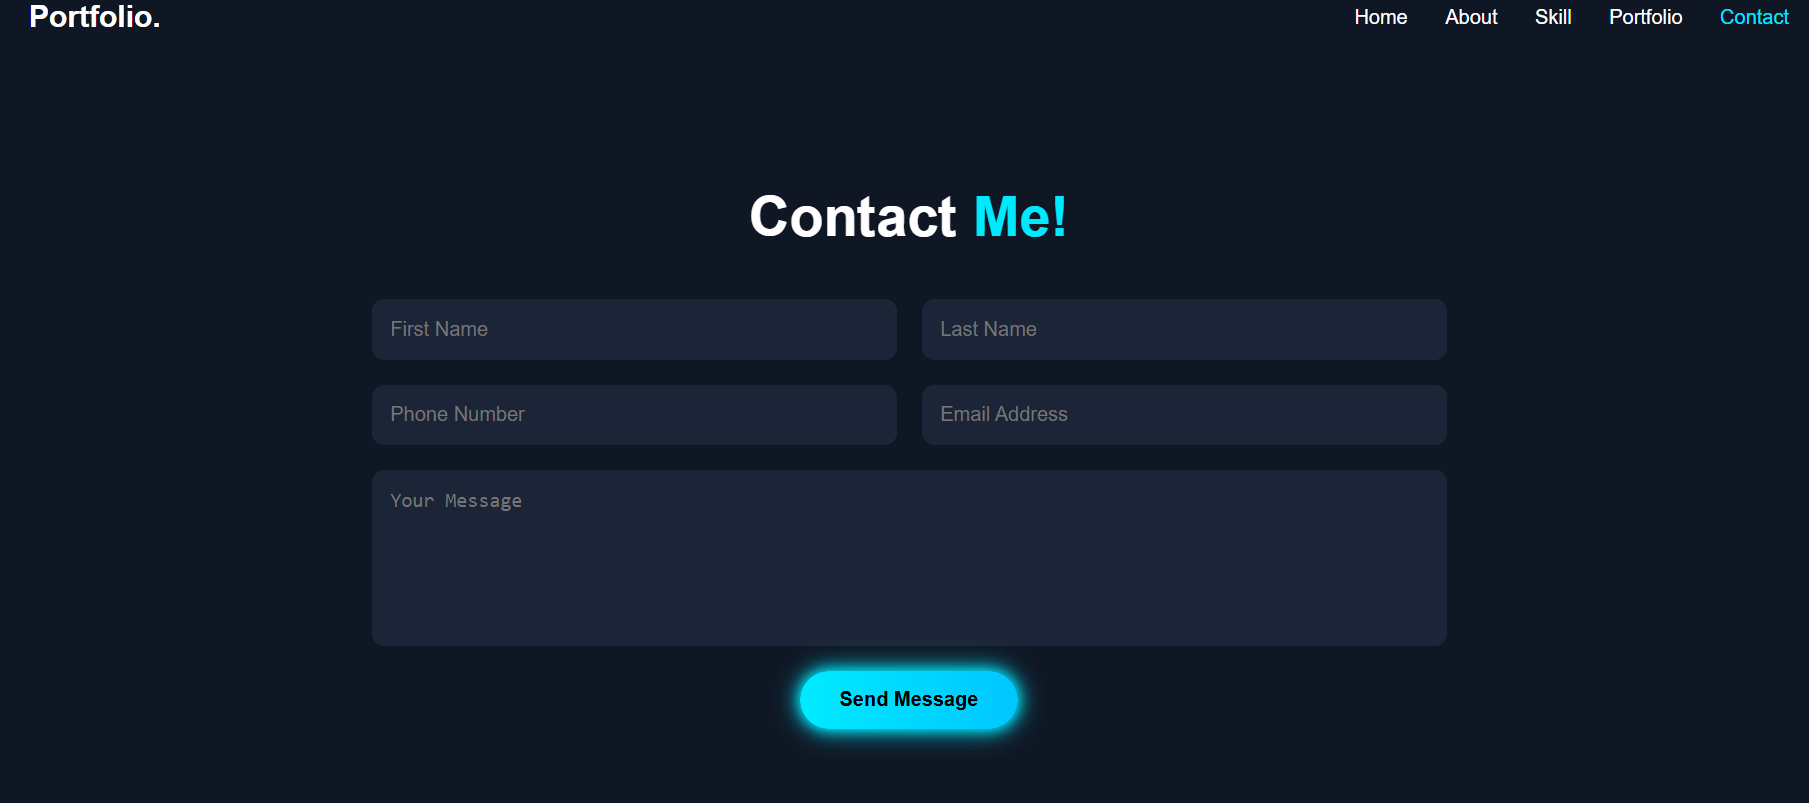 Portfolio.
Home About Skill Portfolio Contact
Contact Me!
First Name Last Name
Phone Number Email Address
Your Message
Send Message